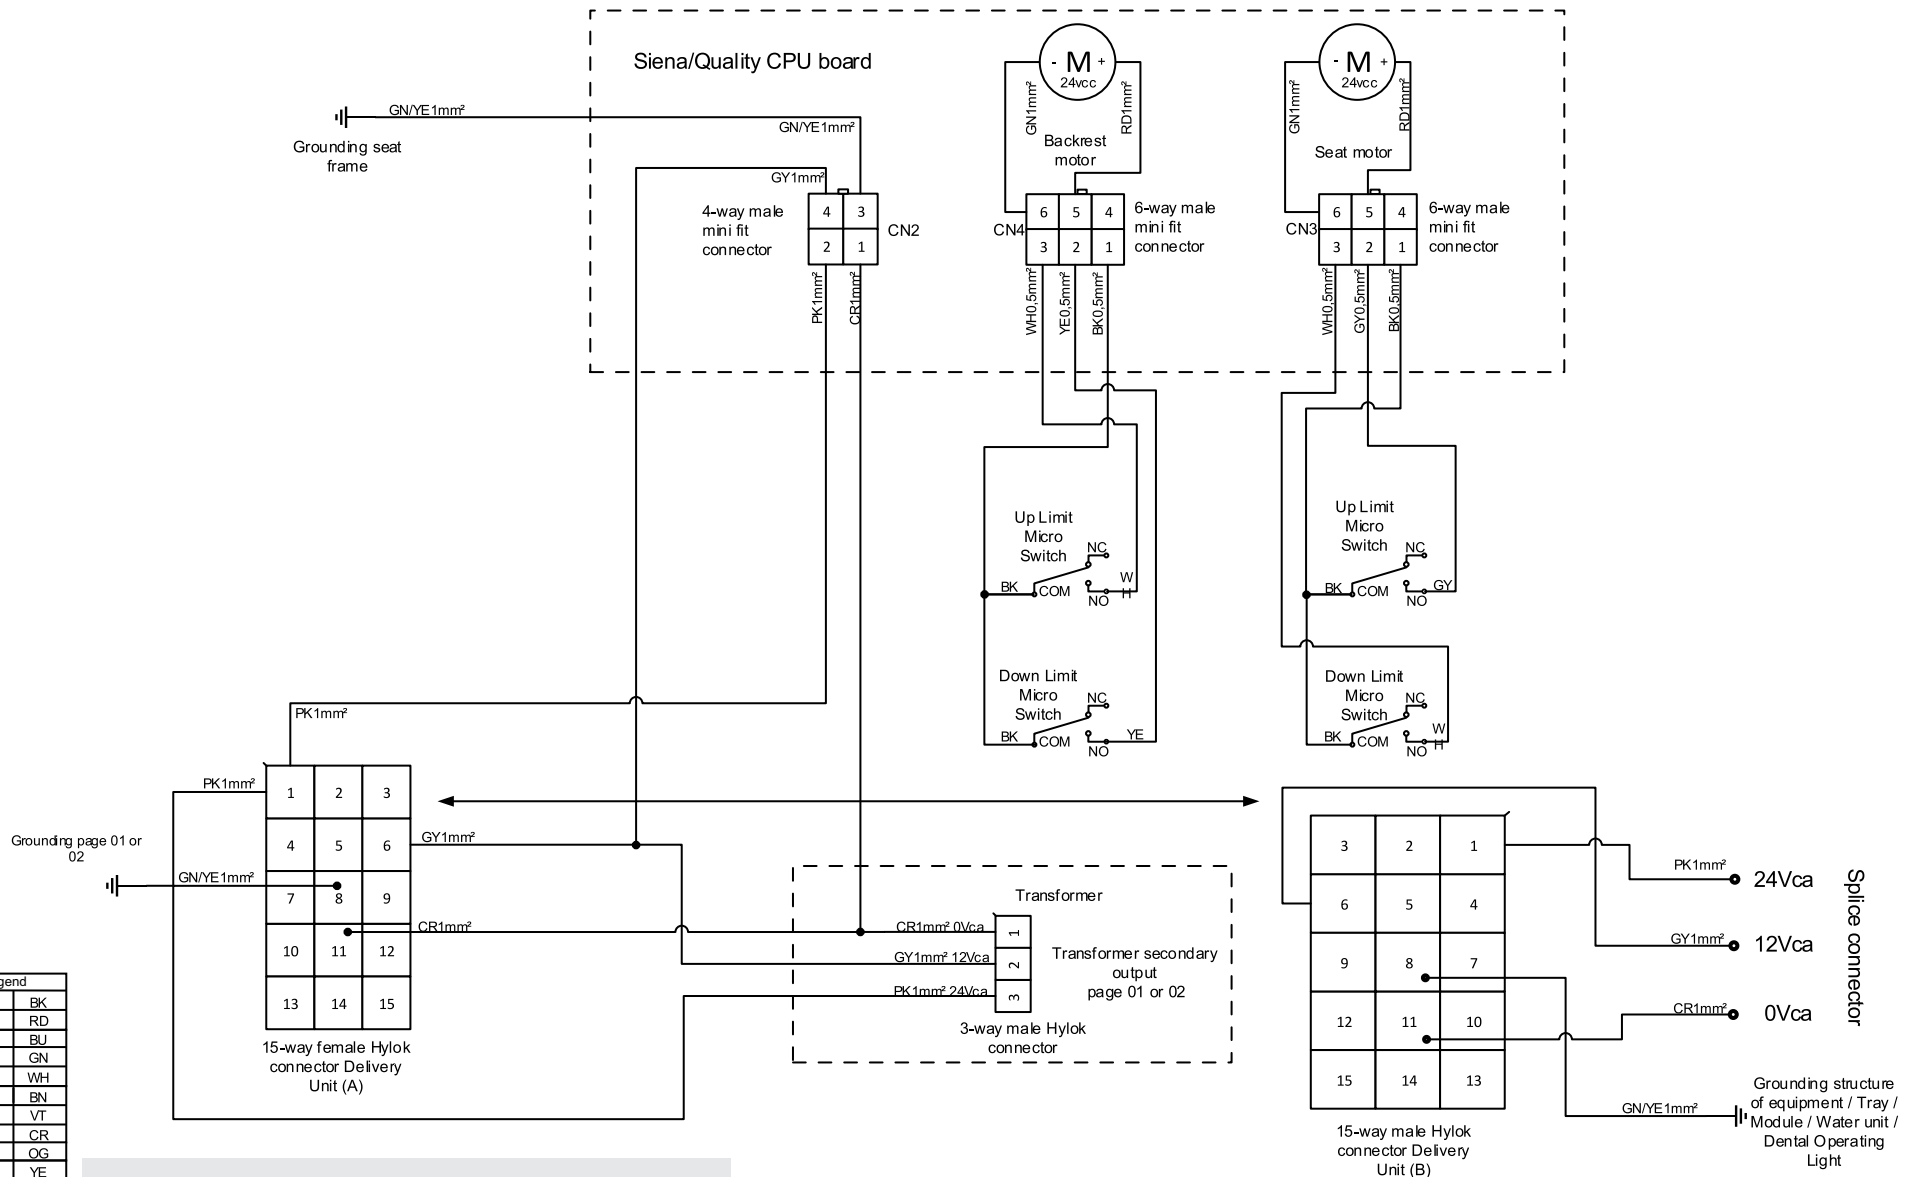 Siena/Quality CPU board
- M +
24vcc
GN1mm²
RD1mm²
Backrest
motor
- M +
24vcc
GN1mm²
RD1mm²
Seat motor
GN/YE1mm²
GN/YE1mm²
Grounding seat
frame
GY1mm²
4-way male
mini fit
connector
4 3
2 1
CN2
PK1mm²
CR1mm²
CN4
6 5 4
3 2 1
6-way male
mini fit
connector
WH0,5mm²
YE0,5mm²
BK0,5mm²
CN3
6 5 4
3 2 1
6-way male
mini fit
connector
WH0,5mm²
GY0,5mm²
BK0,5mm²
Up Limit
Micro
Switch
NC
BK
COM
NO
W
H
Up Limit
Micro
Switch
NC
BK
COM
NO
GY
Down Limit
Micro
Switch
NC
BK
COM
NO
YE
Down Limit
Micro
Switch
NC
BK
COM
NO
W
H
PK1mm²
PK1mm²
1 2 3
4 5 6
7 8 9
10 11 12
13 14 15
GY1mm²
Grounding page 01 or
02
GN/YE1mm²
CR1mm²
15-way female Hylok
connector Delivery
Unit (A)
Transformer
CR1mm² 0Vca
GY1mm² 12Vca
PK1mm² 24Vca
1
2
3
Transformer secondary
output
page 01 or 02
3-way male Hylok
connector
3 2 1
6 5 4
9 8 7
12 11 10
15 14 13
15-way male Hylok
connector Delivery
Unit (B)
PK1mm²
24Vca
GY1mm²
12Vca
CR1mm²
0Vca
Splice connector
GN/YE1mm²
Grounding structure
of equipment / Tray /
Module / Water unit /
Dental Operating
Light
gend
BK
RD
BU
GN
WH
BN
VT
CR
OG
YE